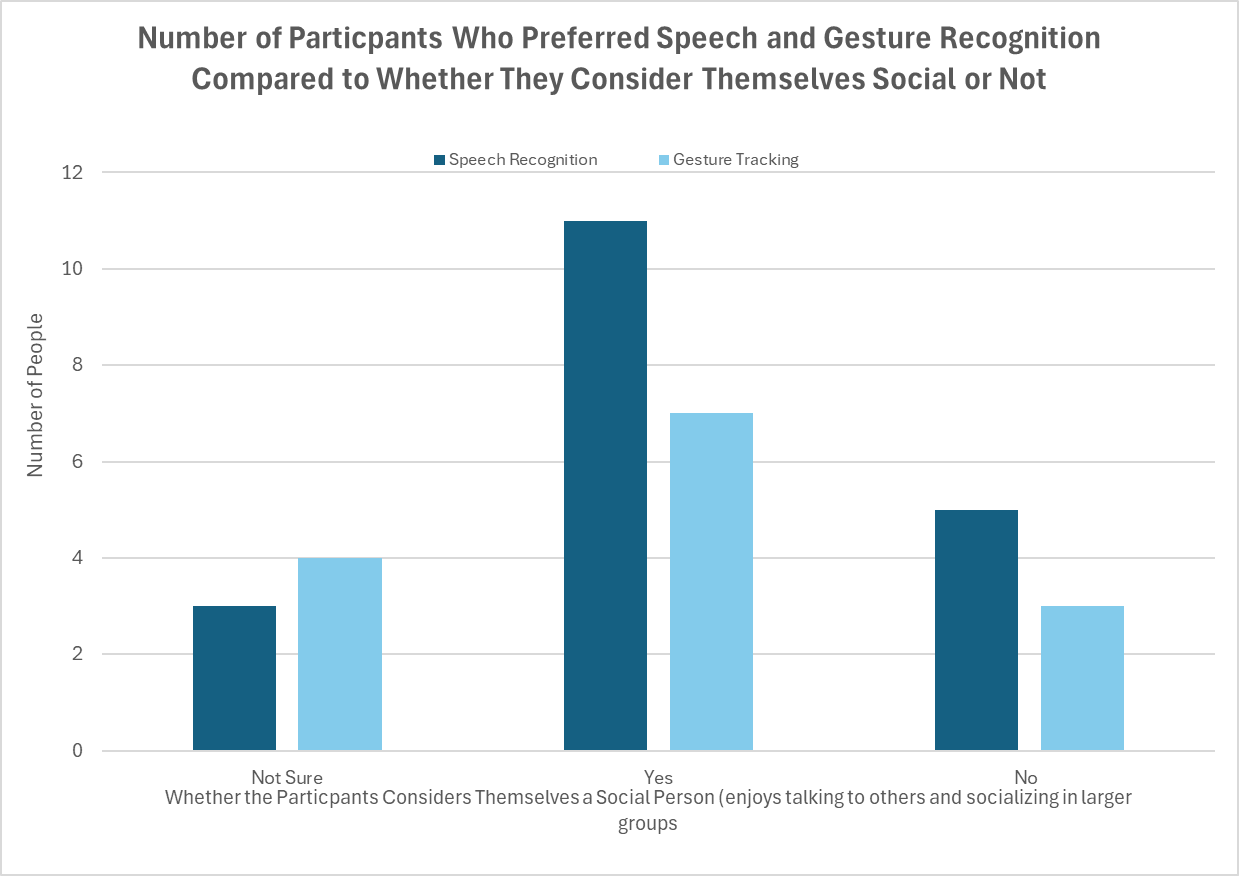 Number of Particpants Who Preferred Speech and Gesture Recognition
Compared to Whether They Consider Themselves Social or Not
Speech Recognition
Gesture Tracking
12
10
8
6
4
2
0
Number of People
Not Sure
Yes
No
Whether the Particpants Considers Themselves a Social Person (enjoys talking to others and socializing in larger
groups